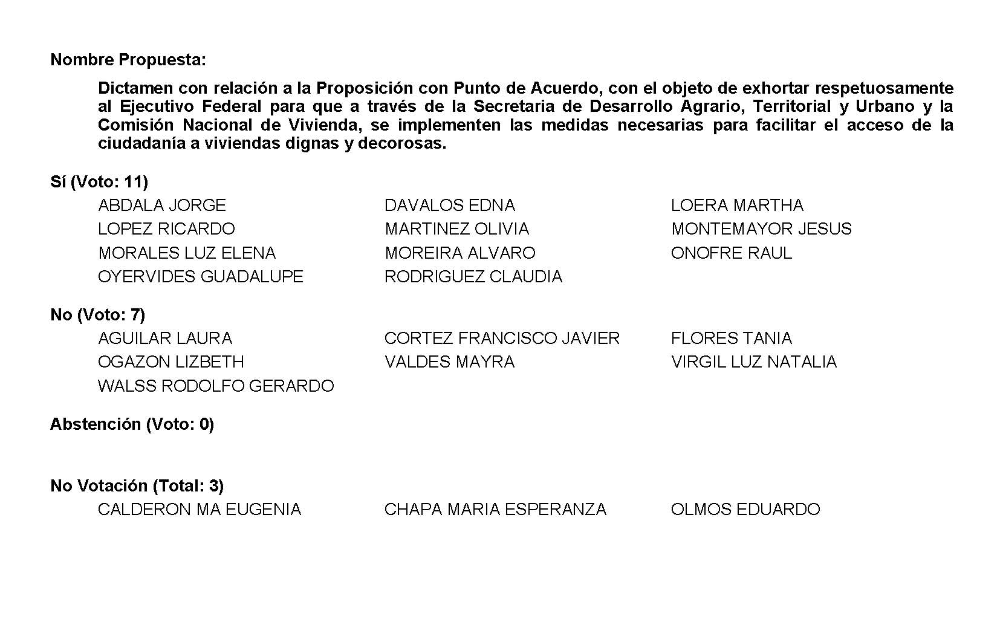 Nombre Propuesta:
Dictamen con relación a la Proposición con Punto de Acuerdo, con el objeto de exhortar respetuosamente
al Ejecutivo Federal para que a través de la Secretaria de Desarrollo Agrario, Territorial y Urbano y la
Comisión Nacional de Vivienda, se implementen las medidas necesarias para facilitar el acceso de la
ciudadanía a viviendas dignas y decorosas.
Sí (Voto: 11)
ABDALA JORGE DAVALOS EDNA LOERA MARTHA
LOPEZ RICARDO MARTINEZ OLIVIA MONTEMAYOR JESUS
MORALES LUZ ELENA MOREIRA ALVARO ONOFRE RAUL
OYERVIDES GUADALUPE RODRIGUEZ CLAUDIA
No (Voto: 7)
AGUILAR LAURA CORTEZ FRANCISCO JAVIER FLORES TANIA
OGAZON LIZBETH VALDES MAYRA VIRGIL LUZ NATALIA
WALSS RODOLFO GERARDO
Abstención (Voto: 0)
No Votación (Total: 3)
CALDERON MA EUGENIA CHAPA MARIA ESPERANZA OLMOS EDUARDO